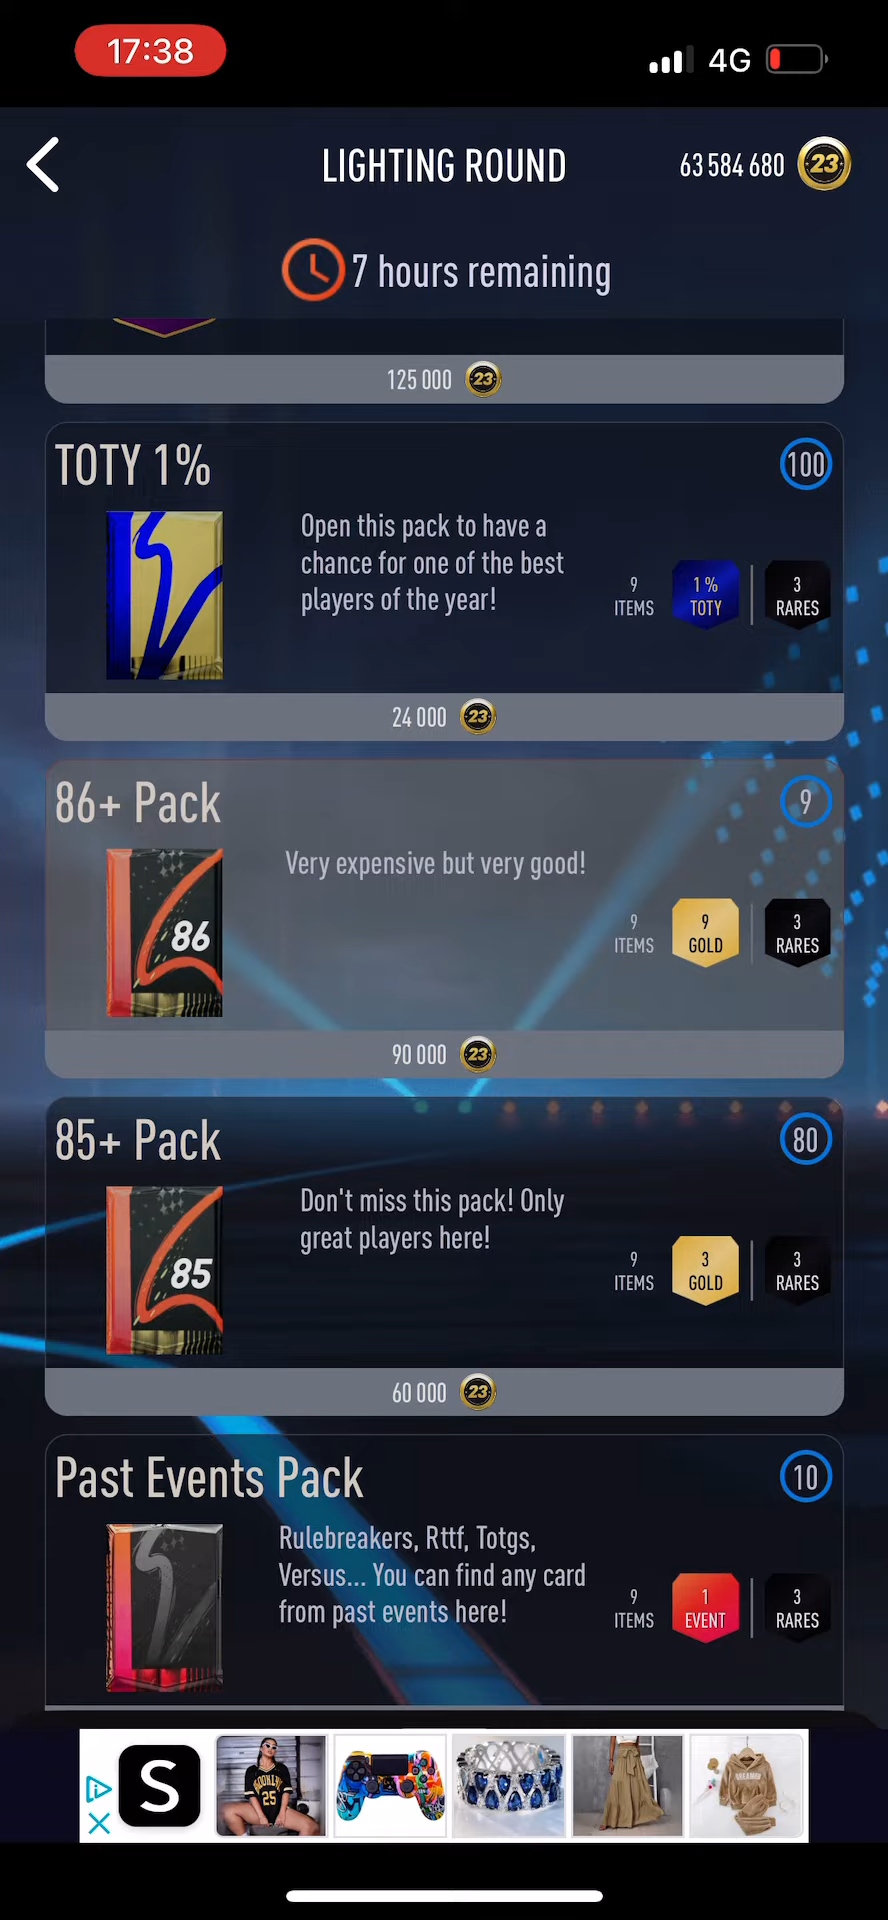 17:38
4G
LIGHTING ROUND
63 584 680
23
7 hours remaining
125 000
23
TOTY 1%
100
Open this pack to have a
chance for one of the best
players of the year!
9
ITEMS
1 %
TOTY
3
RARES
24 000
23
86+ Pack
9
Very expensive but very good!
86
9
ITEMS
9
GOLD
3
RARES
90 000
23
85+ Pack
80
Don't miss this pack! Only
great players here!
85
9
ITEMS
3
GOLD
3
RARES
60 000
23
Past Events Pack
10
Rulebreakers, Rttf, Totgs,
Versus... You can find any card
from past events here!
9
ITEMS
1
EVENT
3
RARES
S
BROOKLYN
25